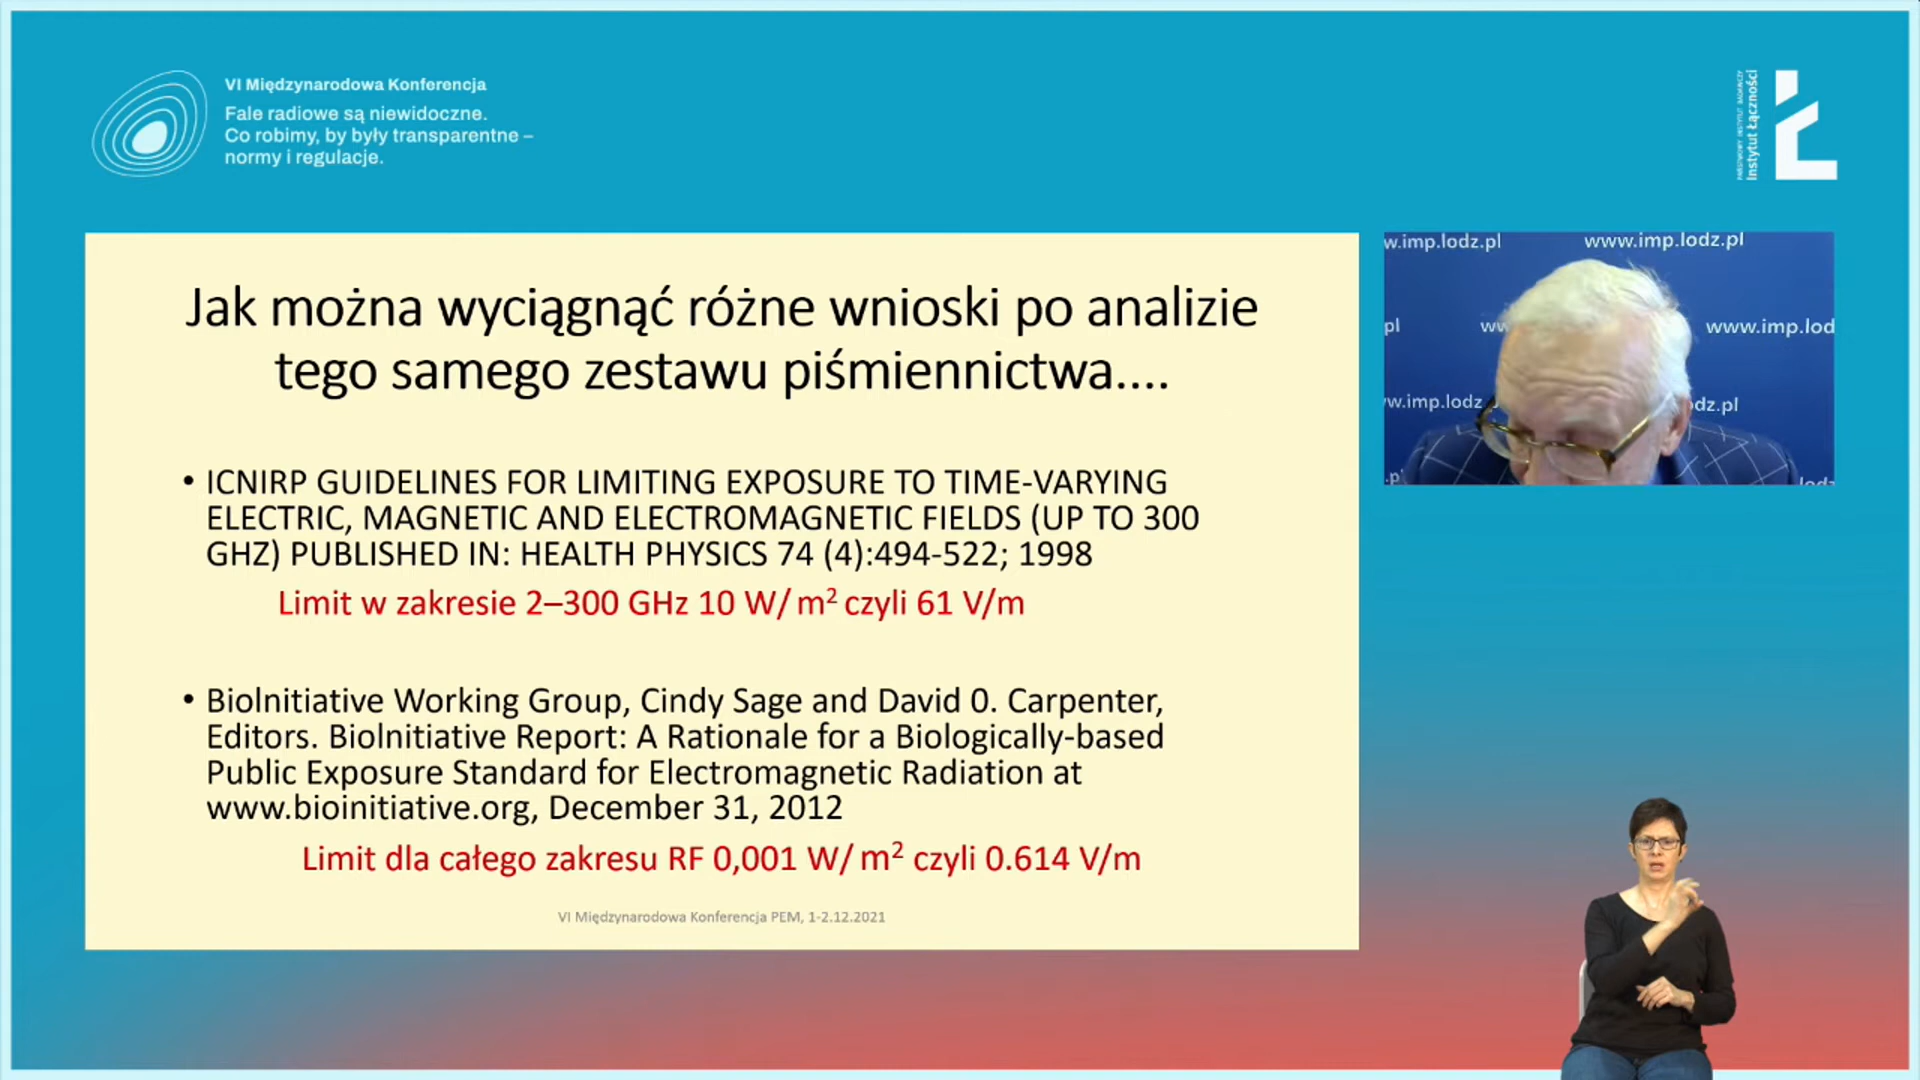 VI Międzynarodowa Konferencja
Fale radiowe są niewidoczne.
Co robimy, by były transparentne –
normy i regulacje.
PAŃSTWOWY INSTYTUT BADAWCZY
Instytut Łączności
Jak można wyciągnąć różne wnioski po analizie
tego samego zestawu piśmiennictwa....
• ICNIRP GUIDELINES FOR LIMITING EXPOSURE TO TIME-VARYING
ELECTRIC, MAGNETIC AND ELECTROMAGNETIC FIELDS (UP TO 300
GHZ) PUBLISHED IN: HEALTH PHYSICS 74 (4):494-522; 1998
Limit w zakresie 2–300 GHz 10 W/ m² czyli 61 V/m
• BioInitiative Working Group, Cindy Sage and David 0. Carpenter,
Editors. BioInitiative Report: A Rationale for a Biologically-based
Public Exposure Standard for Electromagnetic Radiation at
www.bioinitiative.org, December 31, 2012
Limit dla całego zakresu RF 0,001 W/ m² czyli 0.614 V/m
VI Międzynarodowa Konferencja PEM, 1-2.12.2021
w.imp.lodz.pl www.imp.lodz.pl
pl ww www.imp.lod
w.imp.lodz dz.pl
.p lodz